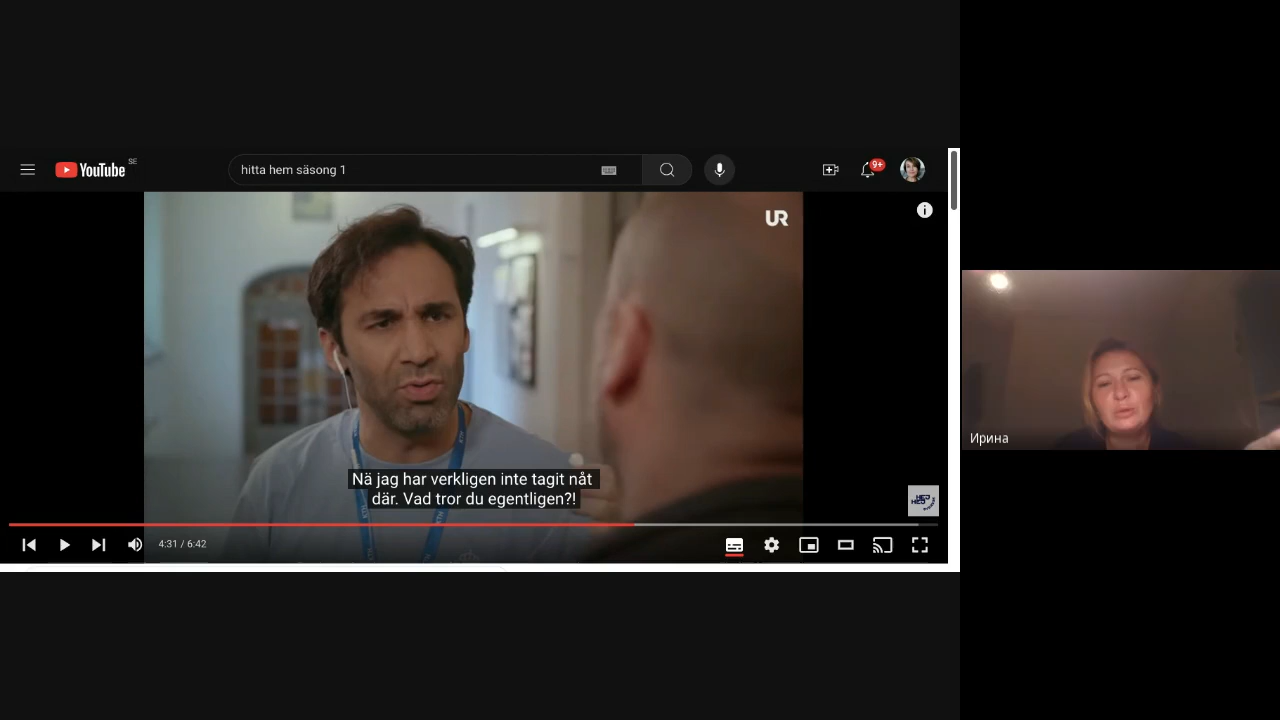 YouTube SE
hitta hem säsong 1
9+
UR
Nä jag har verkligen inte tagit nåt
där. Vad tror du egentligen?!
4:31 / 6:42
Ирина